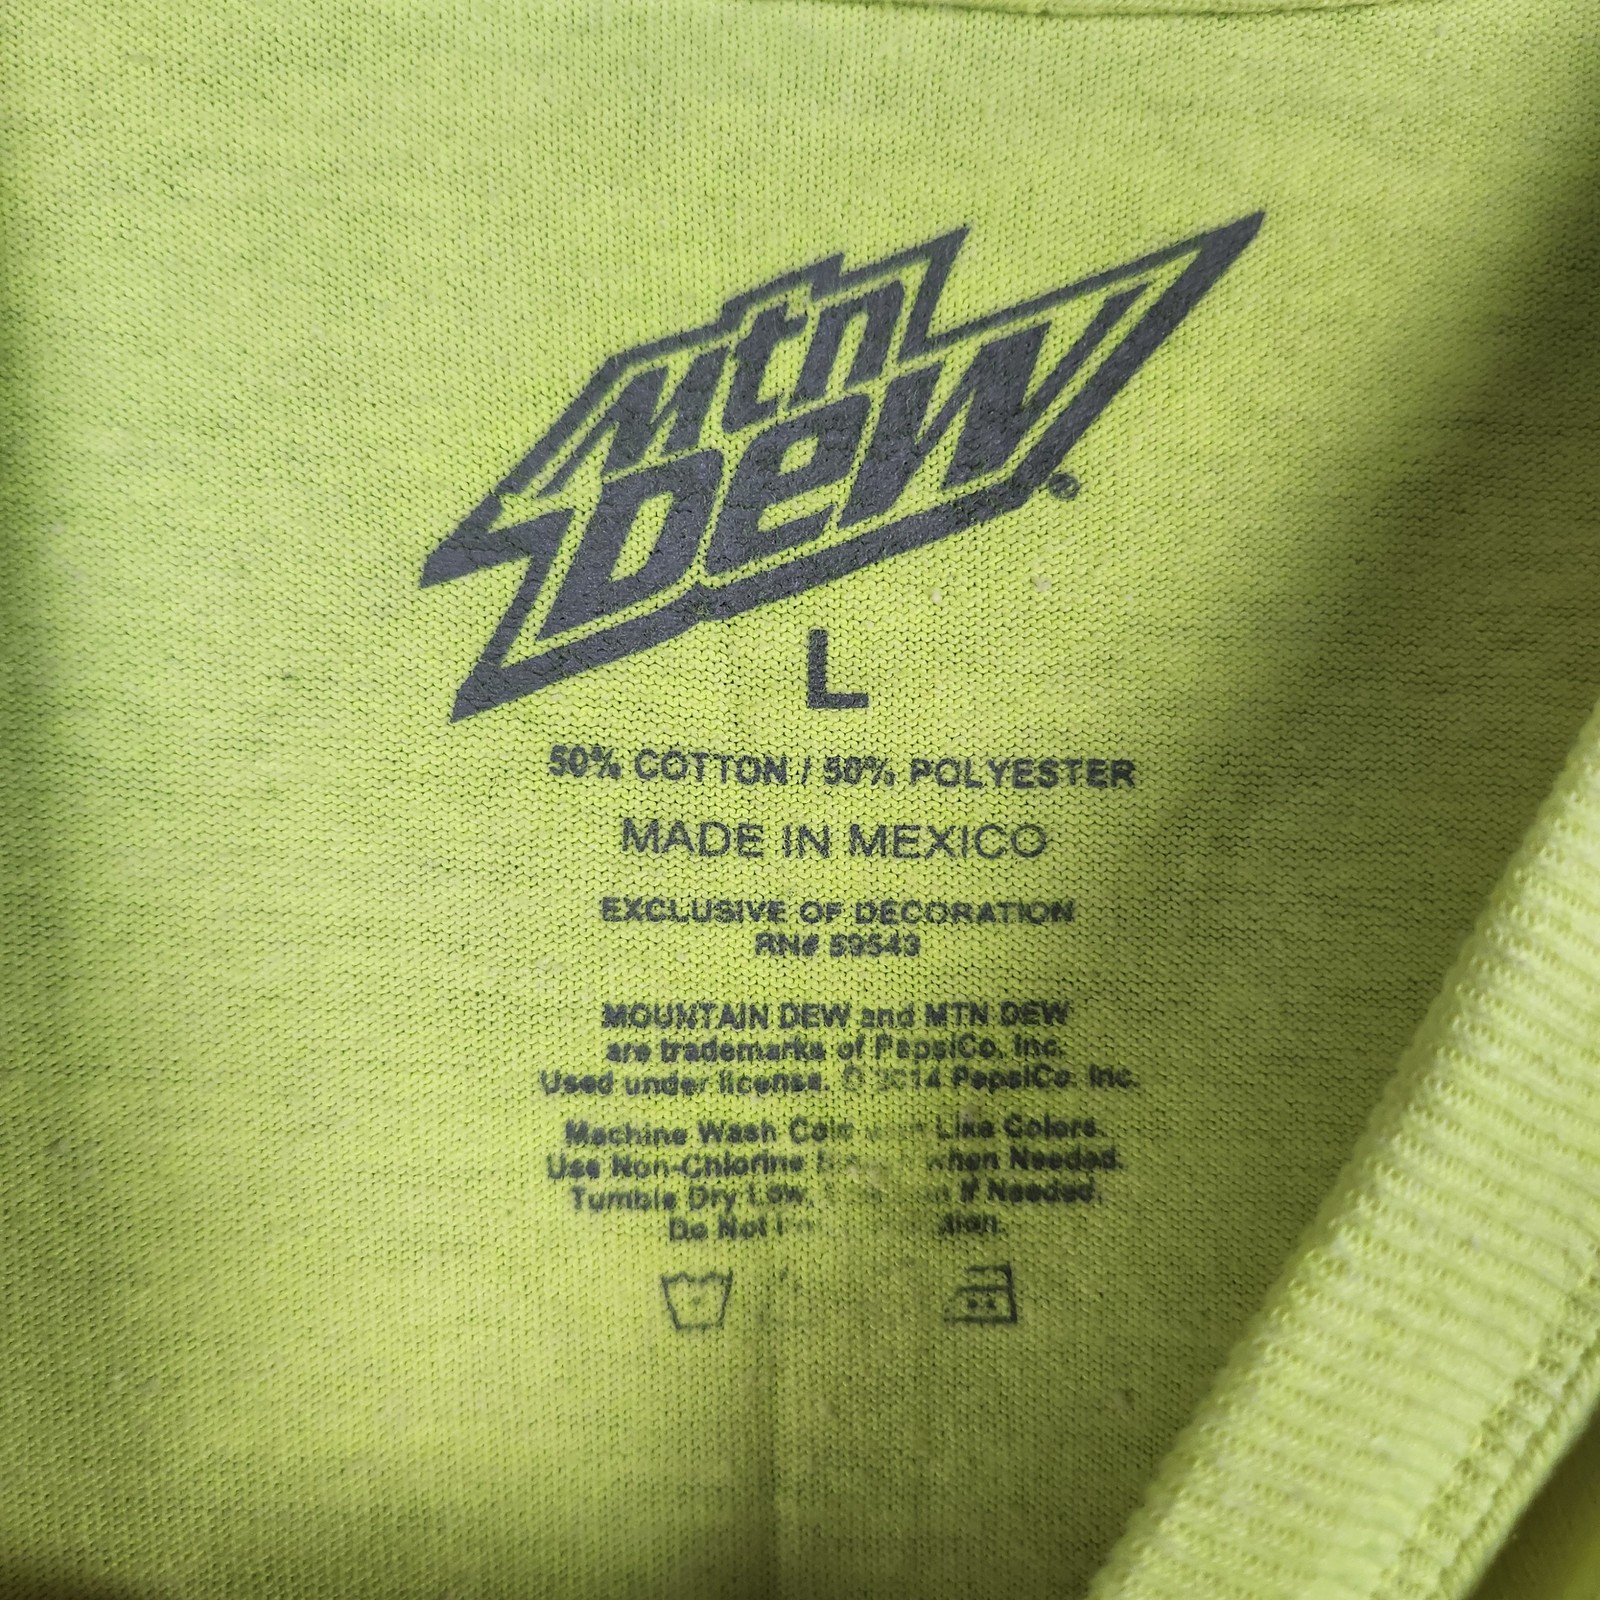 Mtn
DEW®
L
50% COTTON / 50% POLYESTER
MADE IN MEXICO
EXCLUSIVE OF DECORATION
RN# 59543
MOUNTAIN DEW and MTN DEW
are trademarks of PepsiCo, Inc.
Used under license. © 2014 PepsiCo. Inc.
Machine Wash Cold Like Colors.
Use Non-Chlorine when Needed.
Tumble Dry Low. If Needed.
Do Not